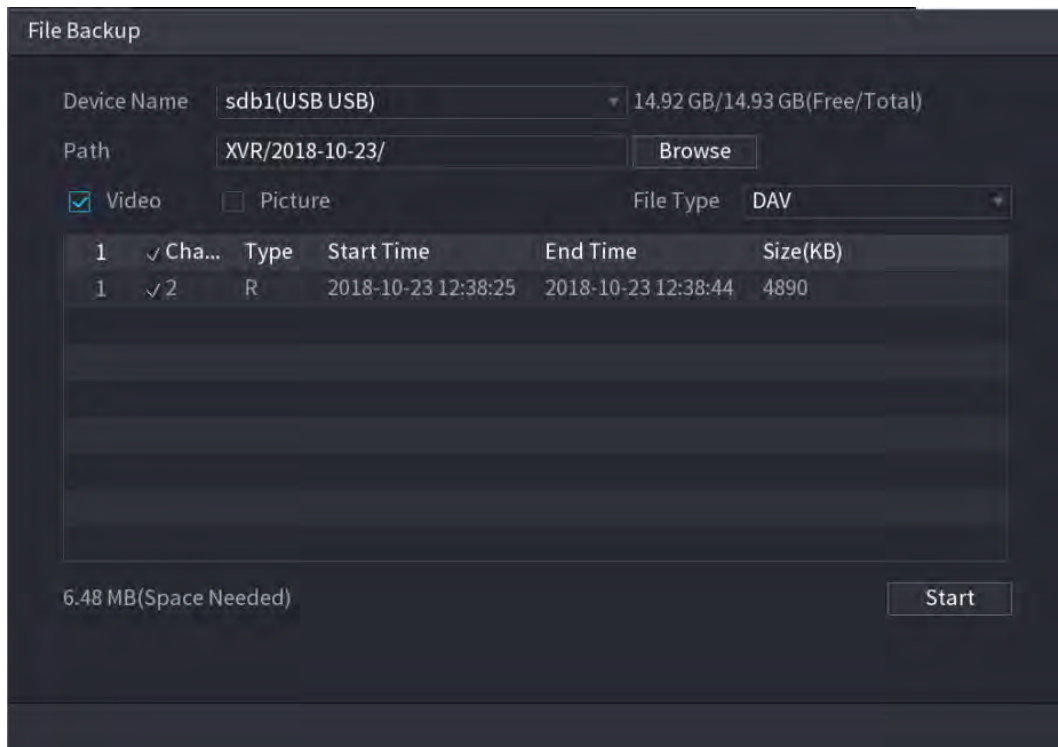 File Backup
Device Name sdb1(USB USB) 14.92 GB/14.93 GB(Free/Total)
Path XVR/2018-10-23/ Browse
Video Picture File Type DAV
1 Cha... Type Start Time End Time Size(KB)
1 2 R 2018-10-23 12:38:25 2018-10-23 12:38:44 4890
6.48 MB(Space Needed) Start